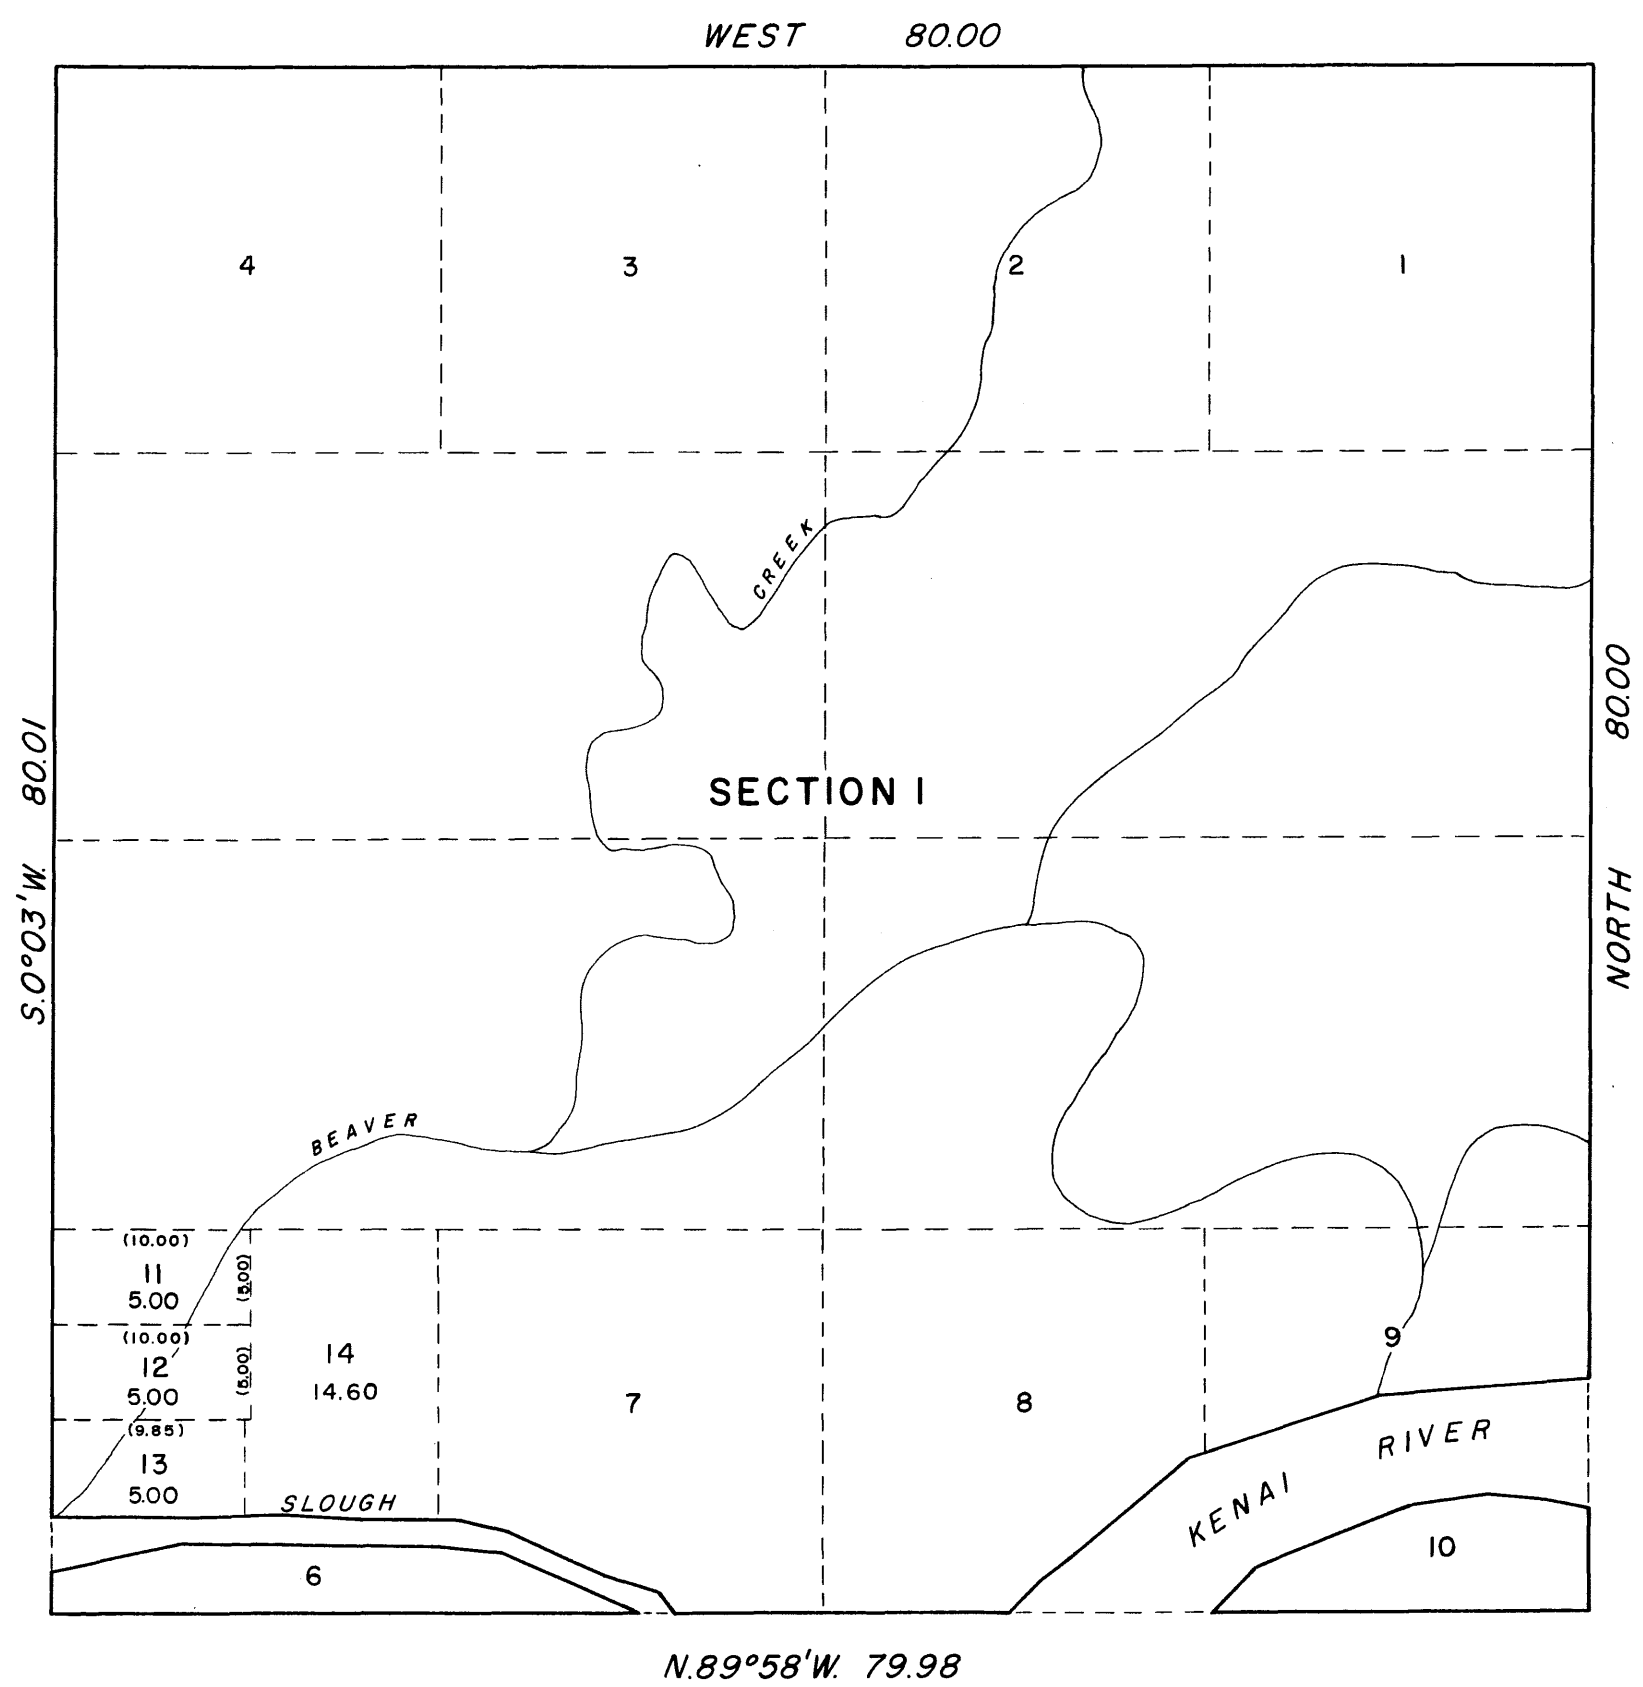 WEST 80.00
4
3
2
1
CREEK
SECTION 1
S.0°03'W. 80.01
NORTH 80.00
BEAVER
(10.00)
11
5.00
(5.00)
(10.00)
12
5.00
(5.00)
(9.85)
13
5.00
14
14.60
7
8
9
SLOUGH
KENAI RIVER
6
10
N.89°58'W. 79.98